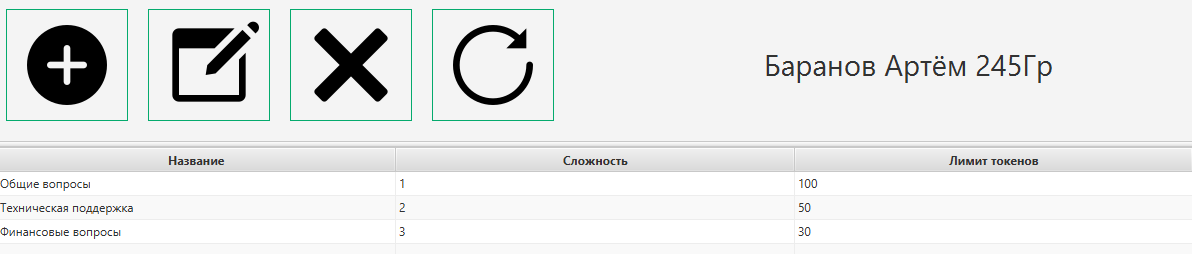 Баранов Артём 245Гр
Название Сложность Лимит токенов
Общие вопросы 1 100
Техническая поддержка 2 50
Финансовые вопросы 3 30